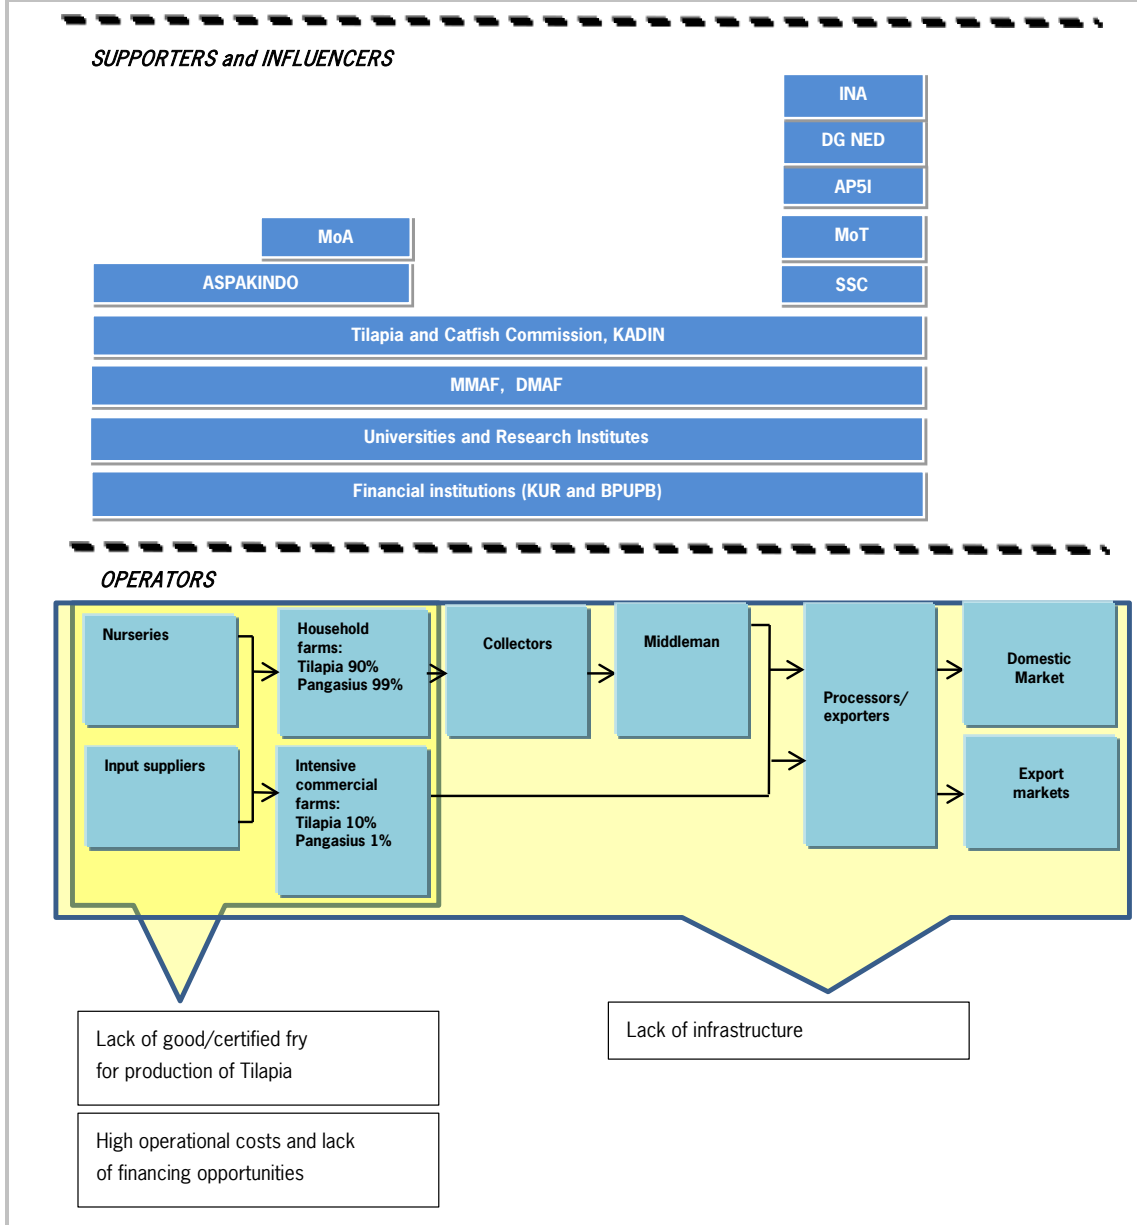 SUPPORTERS and INFLUENCERS
INA
DG NED
AP5I
MoA
MoT
ASPAKINDO
SSC
Tilapia and Catfish Commission, KADIN
MMAF, DMAF
Universities and Research Institutes
Financial institutions (KUR and BPUPB)
OPERATORS
Nurseries
Household
farms:
Tilapia 90%
Pangasius 99%
Collectors
Middleman
Processors/
exporters
Domestic
Market
Input suppliers
Intensive
commercial
farms:
Tilapia 10%
Pangasius 1%
Export
markets
Lack of good/certified fry
for production of Tilapia
Lack of infrastructure
High operational costs and lack
of financing opportunities